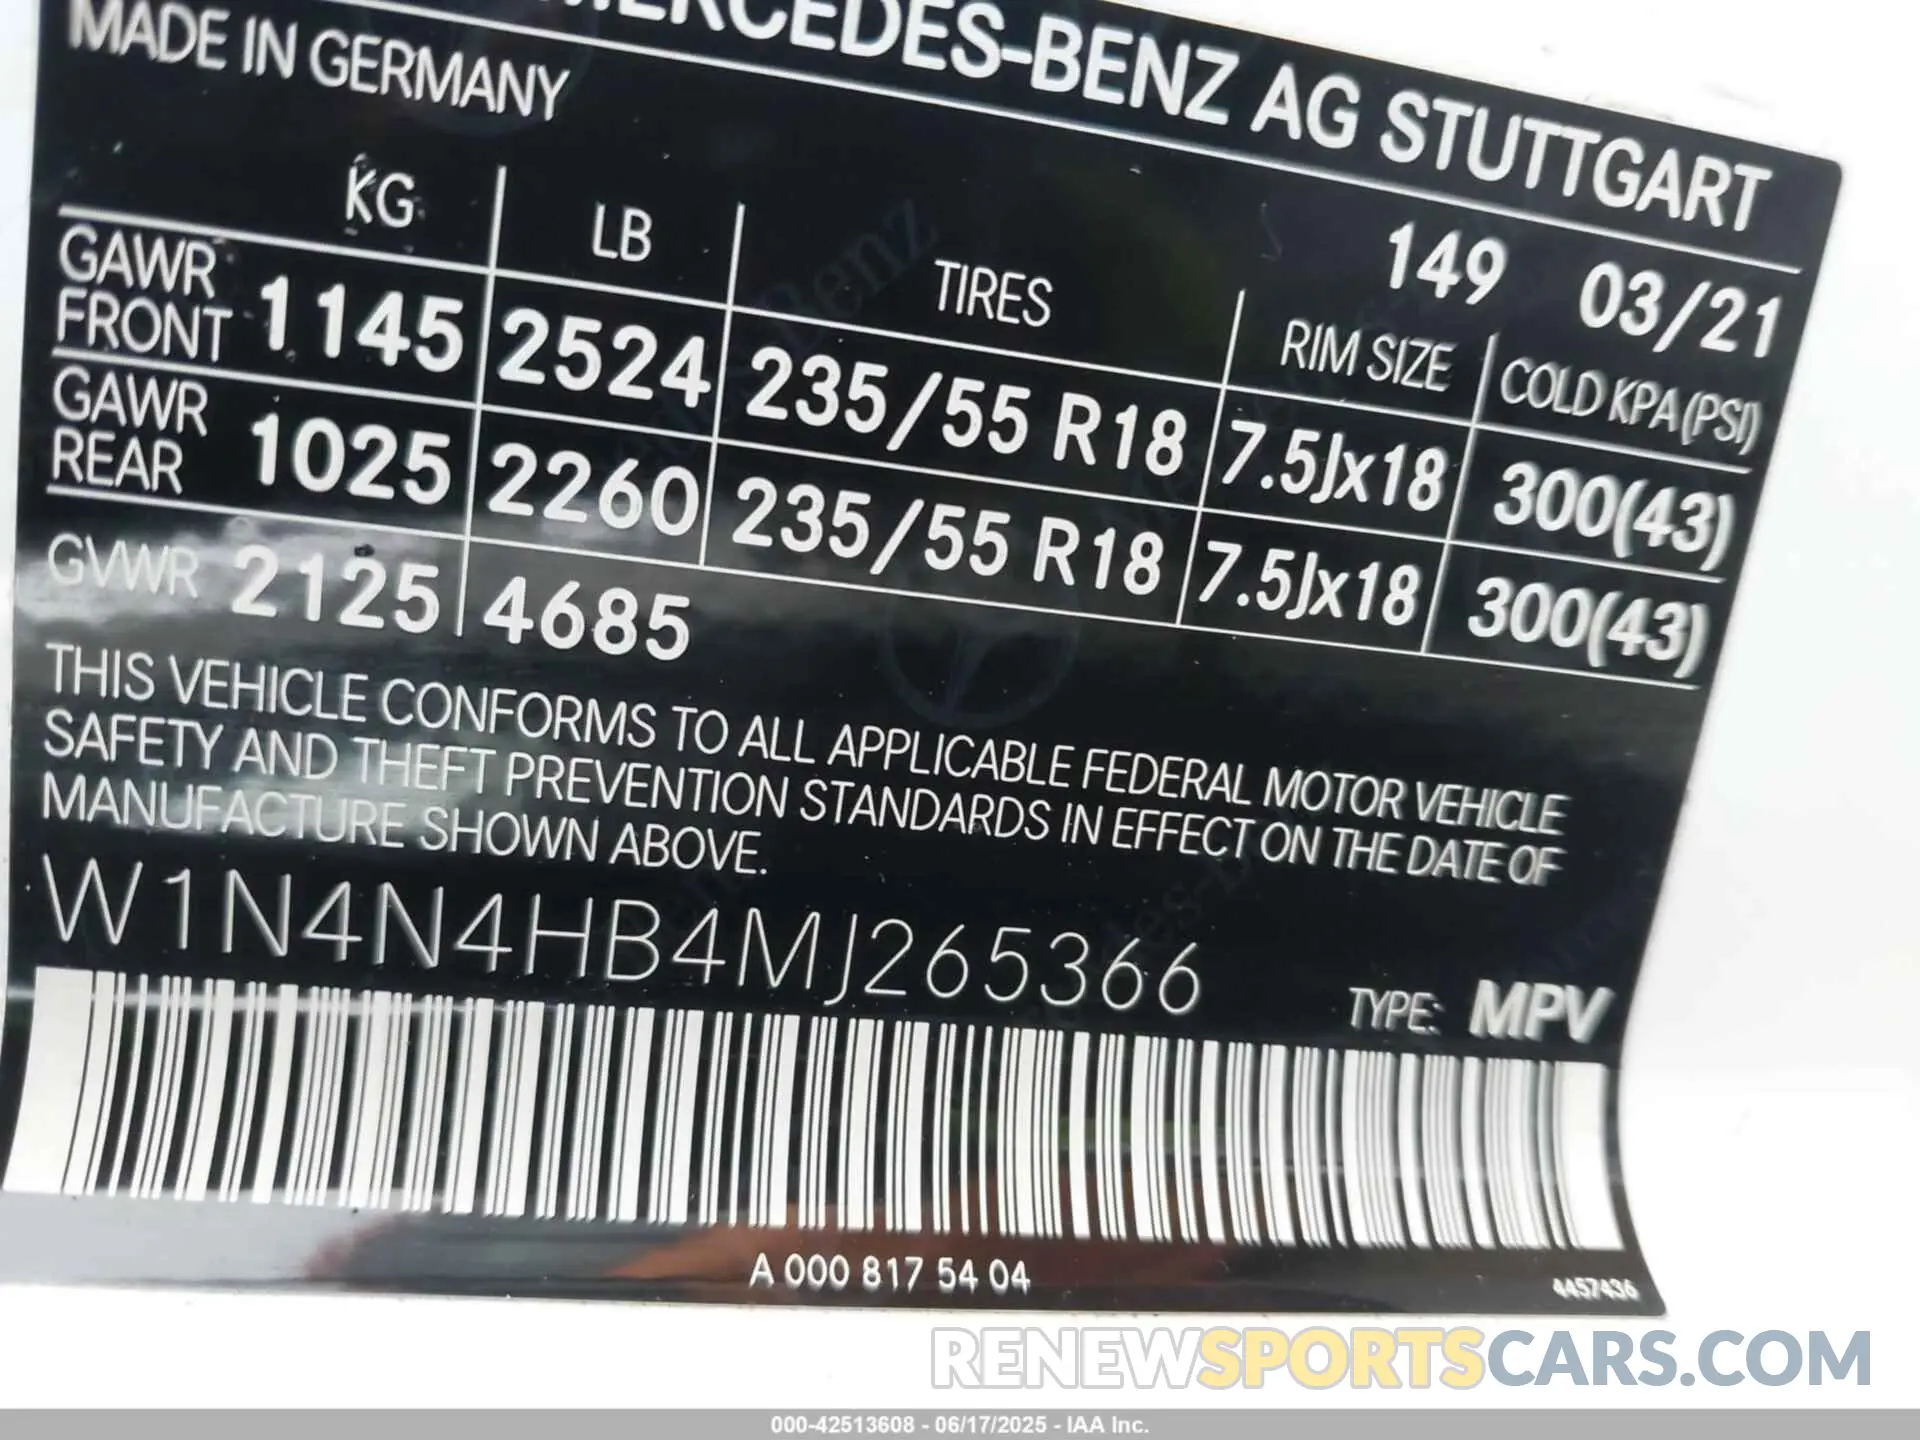 MERCEDES-BENZ AG STUTTGART
MADE IN GERMANY
149 03/21
KG LB TIRES RIM SIZE COLD KPA(PSI)
GAWR FRONT 1145 2524 235/55 R18 7.5Jx18 300(43)
GAWR REAR 1025 2260 235/55 R18 7.5Jx18 300(43)
GVWR 2125 4685
THIS VEHICLE CONFORMS TO ALL APPLICABLE FEDERAL MOTOR VEHICLE
SAFETY AND THEFT PREVENTION STANDARDS IN EFFECT ON THE DATE OF
MANUFACTURE SHOWN ABOVE.
W1N4N4HB4MJ265366
TYPE: MPV
A 000 817 54 04
4457436
RENEWSPORTSCARS.COM
000-42513608 - 06/17/2025 - IAA Inc.